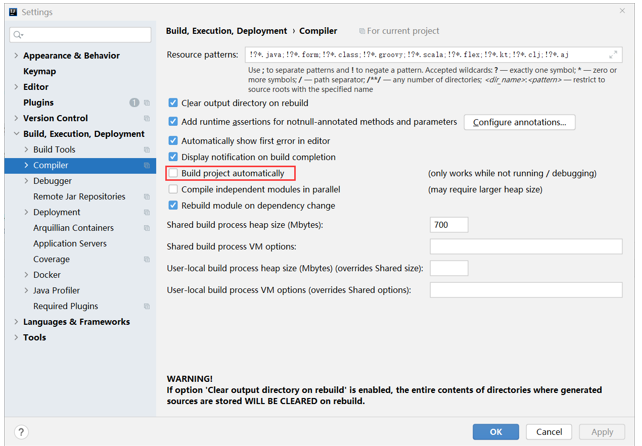 Settings
Build, Execution, Deployment › Compiler
For current project
Appearance & Behavior
Keymap
Editor
Plugins
1
Version Control
Build, Execution, Deployment
Build Tools
Compiler
Debugger
Remote Jar Repositories
Deployment
Arquillian Containers
Application Servers
Coverage
Docker
Java Profiler
Required Plugins
Languages & Frameworks
Tools
Resource patterns: !?*.java;!?*.form;!?*.class;!?*.groovy;!?*.scala;!?*.flex;!?*.kt;!?*.clj;!?*.aj
Use ; to separate patterns and ! to negate a pattern. Accepted wildcards: ? — exactly one symbol; * — zero or
more symbols; / — path separator; /**/ — any number of directories; <dir_name>:<pattern> — restrict to
source roots with the specified name
Clear output directory on rebuild
Add runtime assertions for notnull-annotated methods and parameters
Configure annotations...
Automatically show first error in editor
Display notification on build completion
Build project automatically
(only works while not running / debugging)
Compile independent modules in parallel
(may require larger heap size)
Rebuild module on dependency change
Shared build process heap size (Mbytes):
700
Shared build process VM options:
User-local build process heap size (Mbytes) (overrides Shared size):
User-local build process VM options (overrides Shared options):
WARNING!
If option 'Clear output directory on rebuild' is enabled, the entire contents of directories where generated
sources are stored WILL BE CLEARED on rebuild.
?
OK
Cancel
Apply